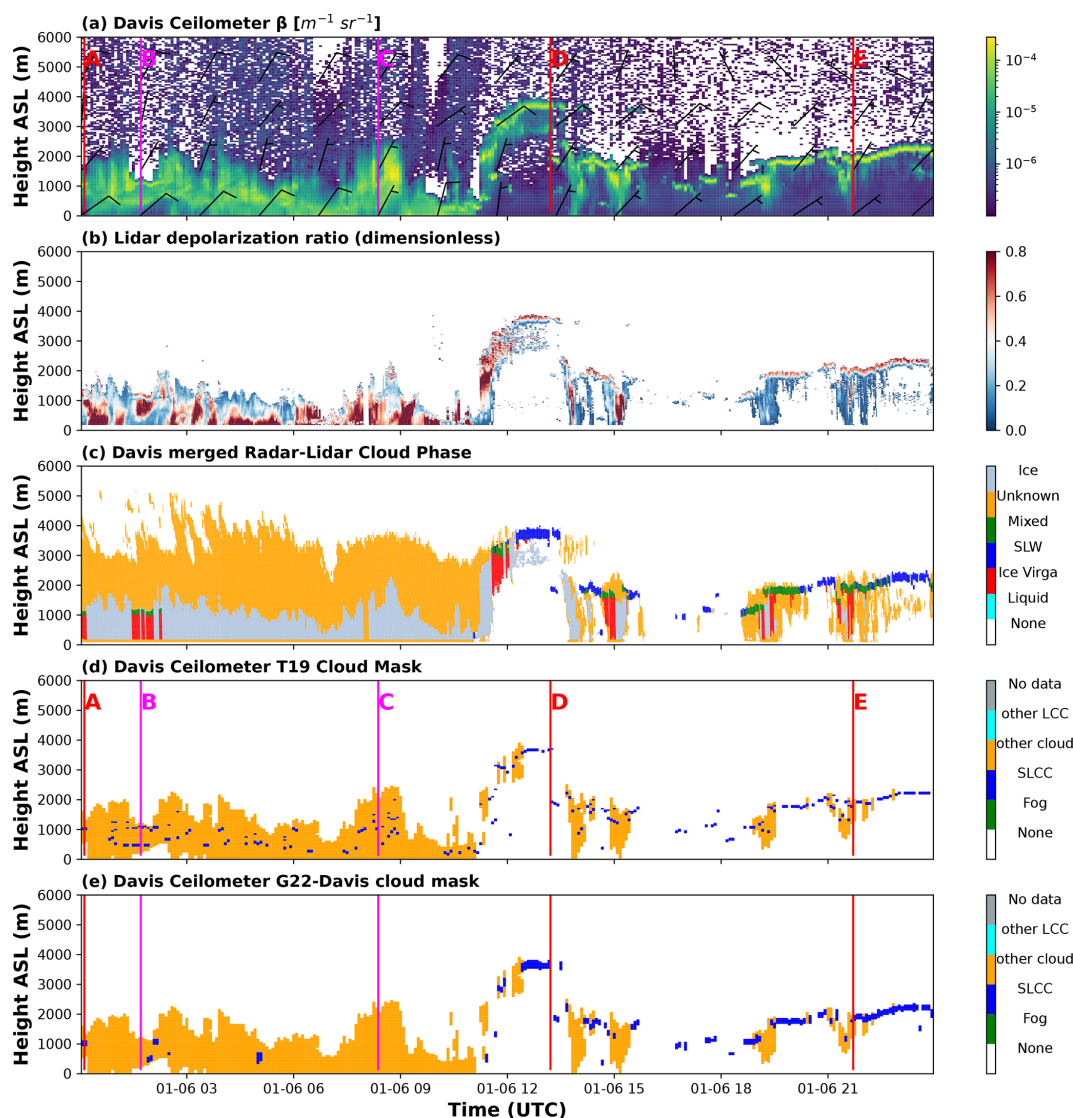 (a) Davis Ceilometer β [m⁻¹ sr⁻¹]
6000
5000
4000
3000
2000
1000
0
Height ASL (m)
A
B
C
D
E
10⁻⁴
10⁻⁵
10⁻⁶
(b) Lidar depolarization ratio (dimensionless)
6000
5000
4000
3000
2000
1000
0
Height ASL (m)
0.8
0.6
0.4
0.2
0.0
(c) Davis merged Radar-Lidar Cloud Phase
6000
5000
4000
3000
2000
1000
0
Height ASL (m)
Ice
Unknown
Mixed
SLW
Ice Virga
Liquid
None
(d) Davis Ceilometer T19 Cloud Mask
6000
5000
4000
3000
2000
1000
0
Height ASL (m)
A
B
C
D
E
No data
other LCC
other cloud
SLCC
Fog
None
(e) Davis Ceilometer G22-Davis cloud mask
6000
5000
4000
3000
2000
1000
0
Height ASL (m)
No data
other LCC
other cloud
SLCC
Fog
None
01-06 03
01-06 06
01-06 09
01-06 12
01-06 15
01-06 18
01-06 21
Time (UTC)